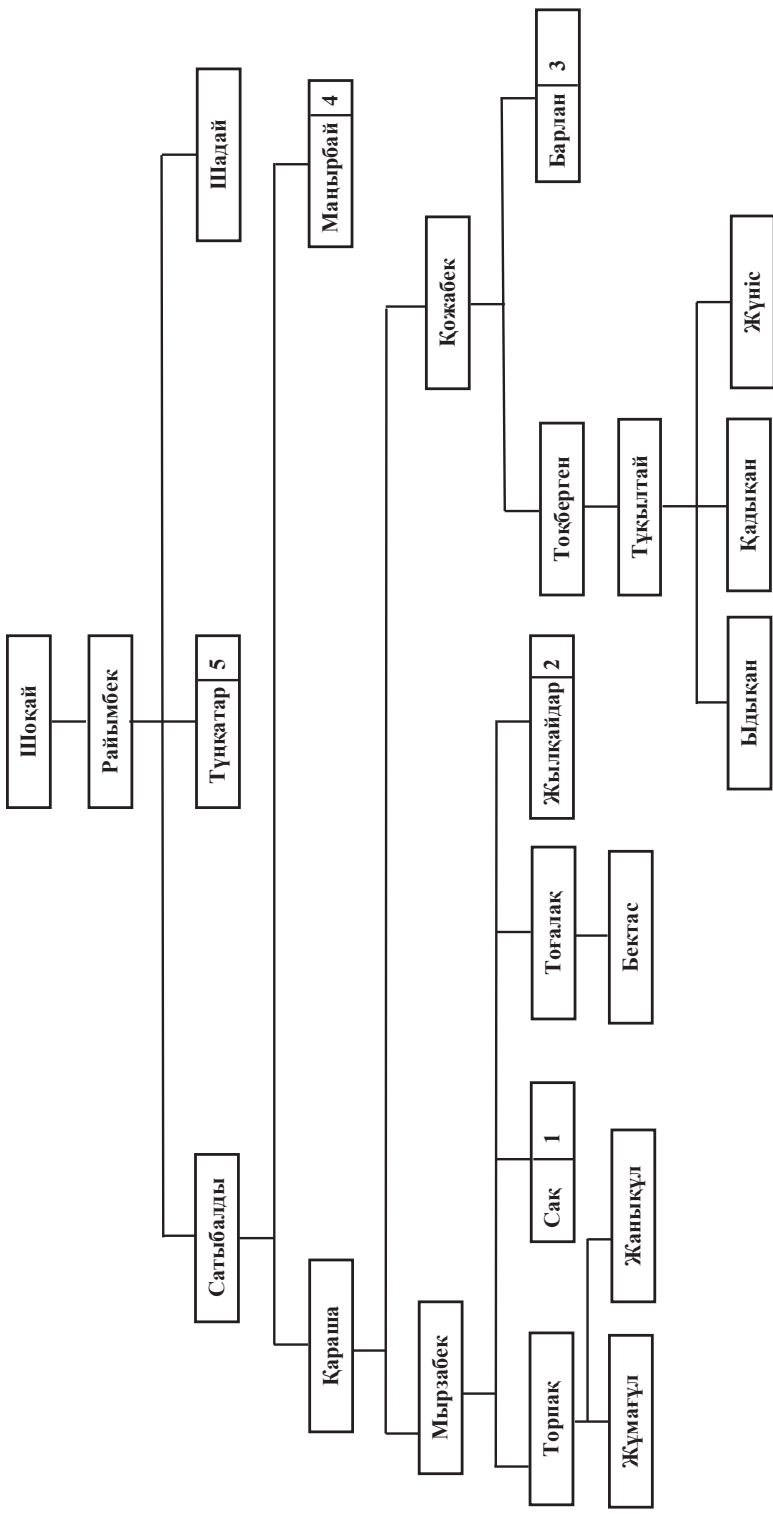 Шоқай
Райымбек
Сатыбалды
Тұңқатар 5
Шадай
Қараша
Маңырбай 4
Мырзабек
Қожабек
Торпақ
Сақ 1
Тоғалақ
Жылқайдар 2
Тоқберген
Барлан 3
Жұмағұл
Жанықұл
Бектас
Тұқылтай
Ыдықан
Қадықан
Жүніс